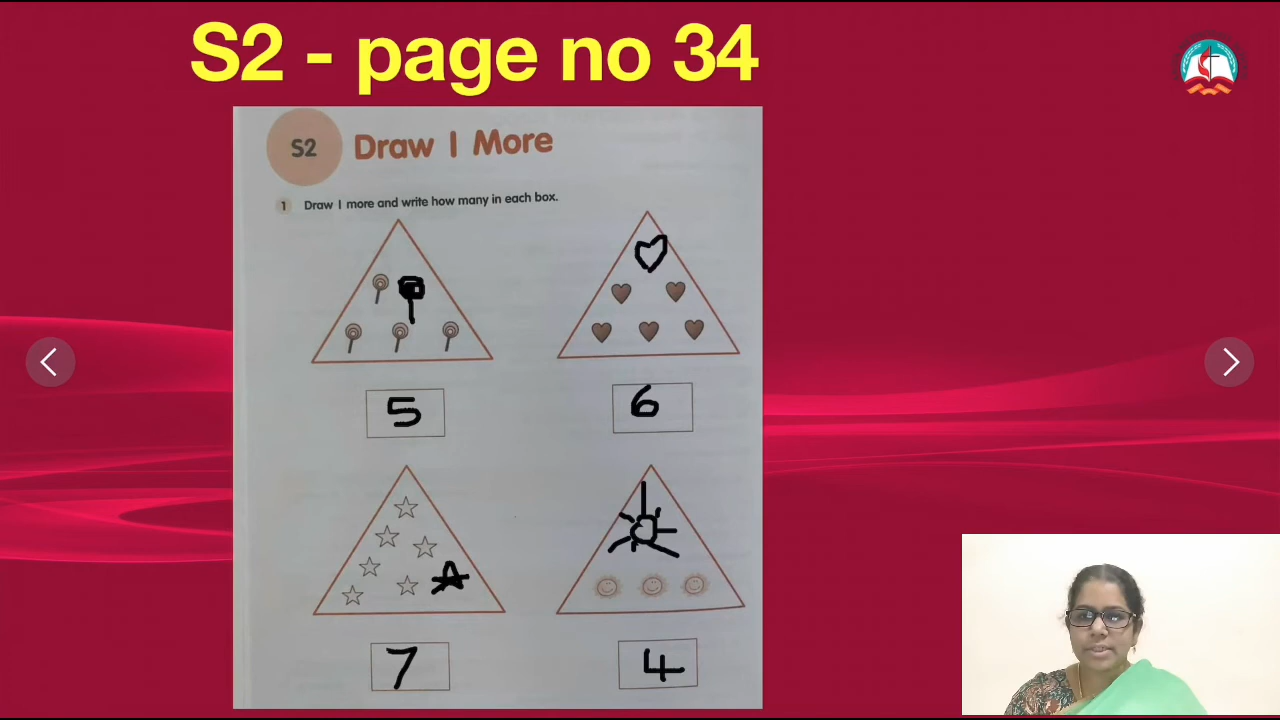 S2 - page no 34
S2 Draw 1 More
1 Draw 1 more and write how many in each box.
5 6
7 4